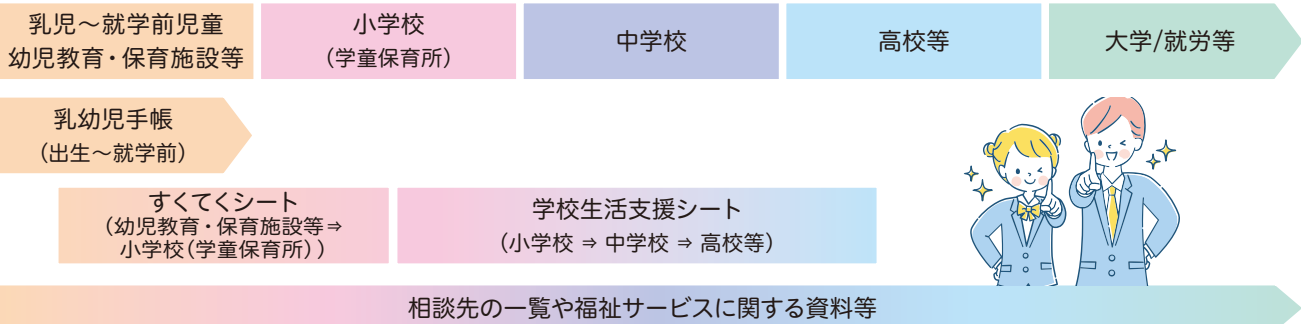 乳児～就学前児童
幼児教育・保育施設等
小学校
（学童保育所）
中学校
高校等
大学/就労等
乳幼児手帳
（出生～就学前）
すくてくシート
（幼児教育・保育施設等⇒
小学校（学童保育所））
学校生活支援シート
（小学校 ⇒ 中学校 ⇒ 高校等）
相談先の一覧や福祉サービスに関する資料等